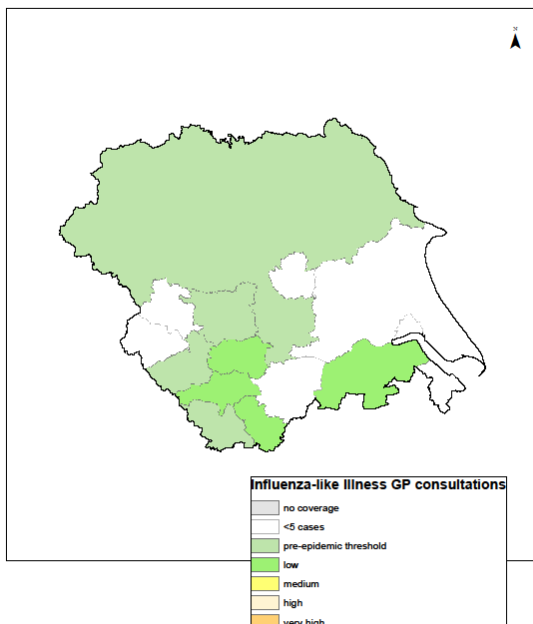 N
Influenza-like Illness GP consultations
no coverage
<5 cases
pre-epidemic threshold
low
medium
high
very high